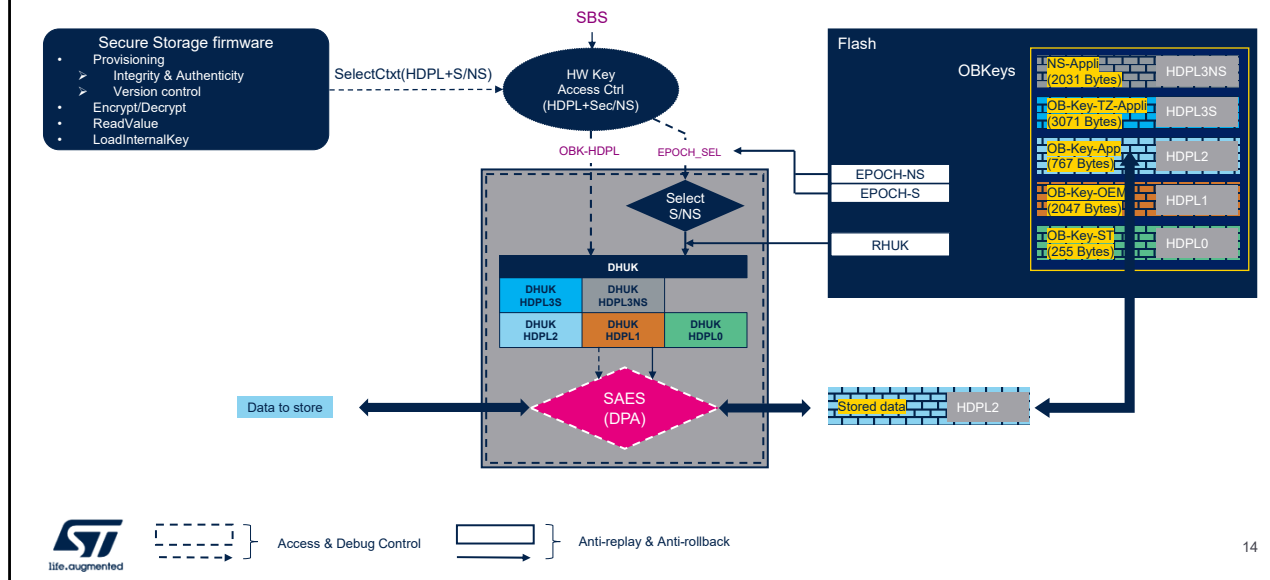 SBS
Secure Storage firmware
• Provisioning
➢ Integrity & Authenticity
➢ Version control
• Encrypt/Decrypt
• ReadValue
• LoadInternalKey
SelectCtxt(HDPL+S/NS)
HW Key
Access Ctrl
(HDPL+Sec/NS)
Flash
OBKeys
NS-Appli
(2031 Bytes)
HDPL3NS
OB-Key-TZ-Appli
(3071 Bytes)
HDPL3S
OB-Key-App
(767 Bytes)
HDPL2
OB-Key-OEM
(2047 Bytes)
HDPL1
OB-Key-ST
(255 Bytes)
HDPL0
OBK-HDPL
EPOCH_SEL
EPOCH-NS
EPOCH-S
RHUK
Select
S/NS
DHUK
DHUK
HDPL3S
DHUK
HDPL3NS
DHUK
HDPL2
DHUK
HDPL1
DHUK
HDPL0
SAES
(DPA)
Data to store
Stored data
HDPL2
ST
life.augmented
Access & Debug Control
Anti-replay & Anti-rollback
14